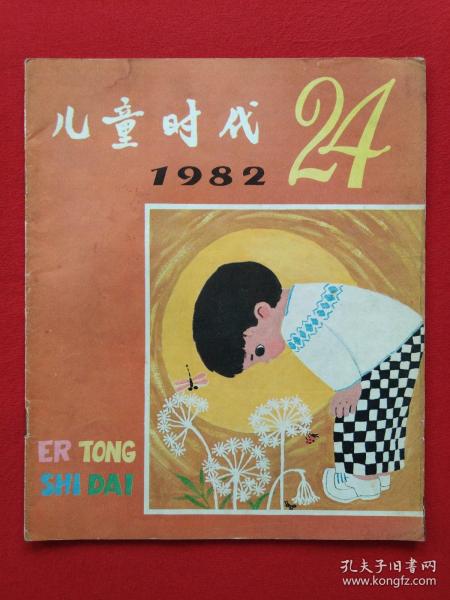 儿童时代
24
1982
ER TONG
SHI DAI
孔夫子旧书网
www.kongfz.com